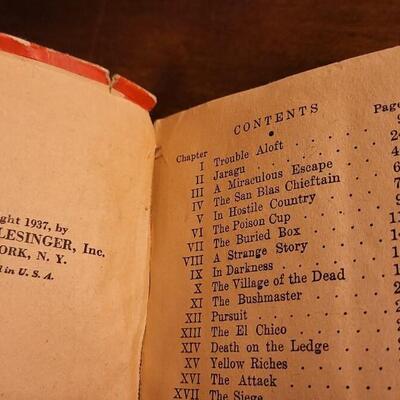 ght 1937, by
LESINGER, Inc.
ORK, N. Y.
d in U. S. A.
CONTENTS
Chapter Page
I Trouble Aloft
II Jaragu
III A Miraculous Escape
IV The San Blas Chieftain
V In Hostile Country
VI The Poison Cup
VII The Buried Box
VIII A Strange Story
IX In Darkness
X The Village of the Dead
XI The Bushmaster
XII Pursuit
XIII The El Chico
XIV Death on the Ledge
XV Yellow Riches
XVI The Attack
XVII The Siege